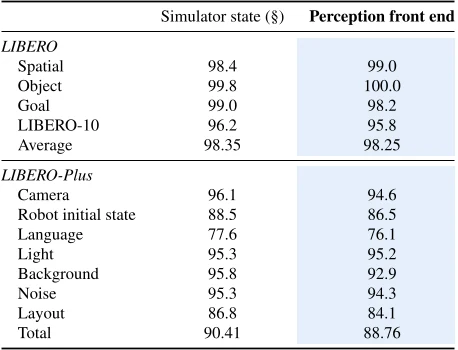 Simulator state (§) Perception front end
LIBERO
Spatial 98.4 99.0
Object 99.8 100.0
Goal 99.0 98.2
LIBERO-10 96.2 95.8
Average 98.35 98.25
LIBERO-Plus
Camera 96.1 94.6
Robot initial state 88.5 86.5
Language 77.6 76.1
Light 95.3 95.2
Background 95.8 92.9
Noise 95.3 94.3
Layout 86.8 84.1
Total 90.41 88.76